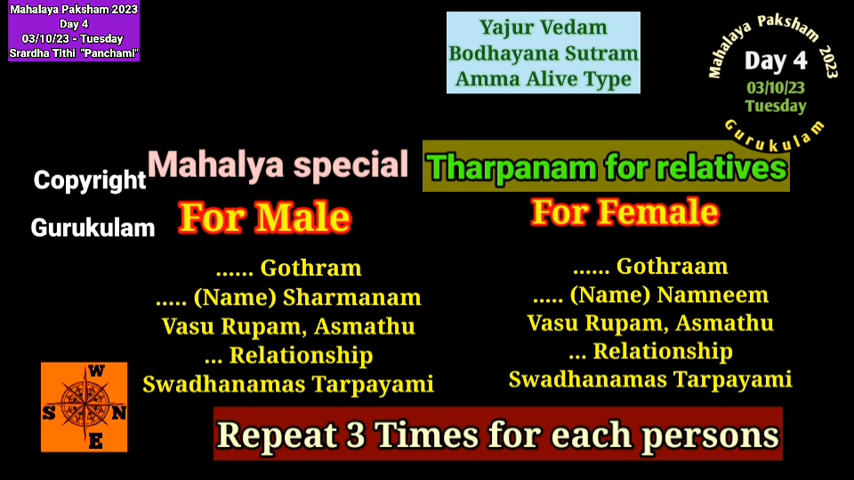 Mahalaya Paksham 2023
Day 4
03/10/23 - Tuesday
Srardha Tithi "Panchami"
Yajur Vedam
Bodhayana Sutram
Amma Alive Type
Mahalaya Paksham 2023
Day 4
03/10/23
Tuesday
Gurukulam
Mahalya special
Tharpanam for relatives
Copyright
Gurukulam
For Male
...... Gothram
..... (Name) Sharmanam
Vasu Rupam, Asmathu
... Relationship
Swadhanamas Tarpayami
For Female
...... Gothraam
..... (Name) Namneem
Vasu Rupam, Asmathu
... Relationship
Swadhanamas Tarpayami
W
S N
E
Repeat 3 Times for each persons